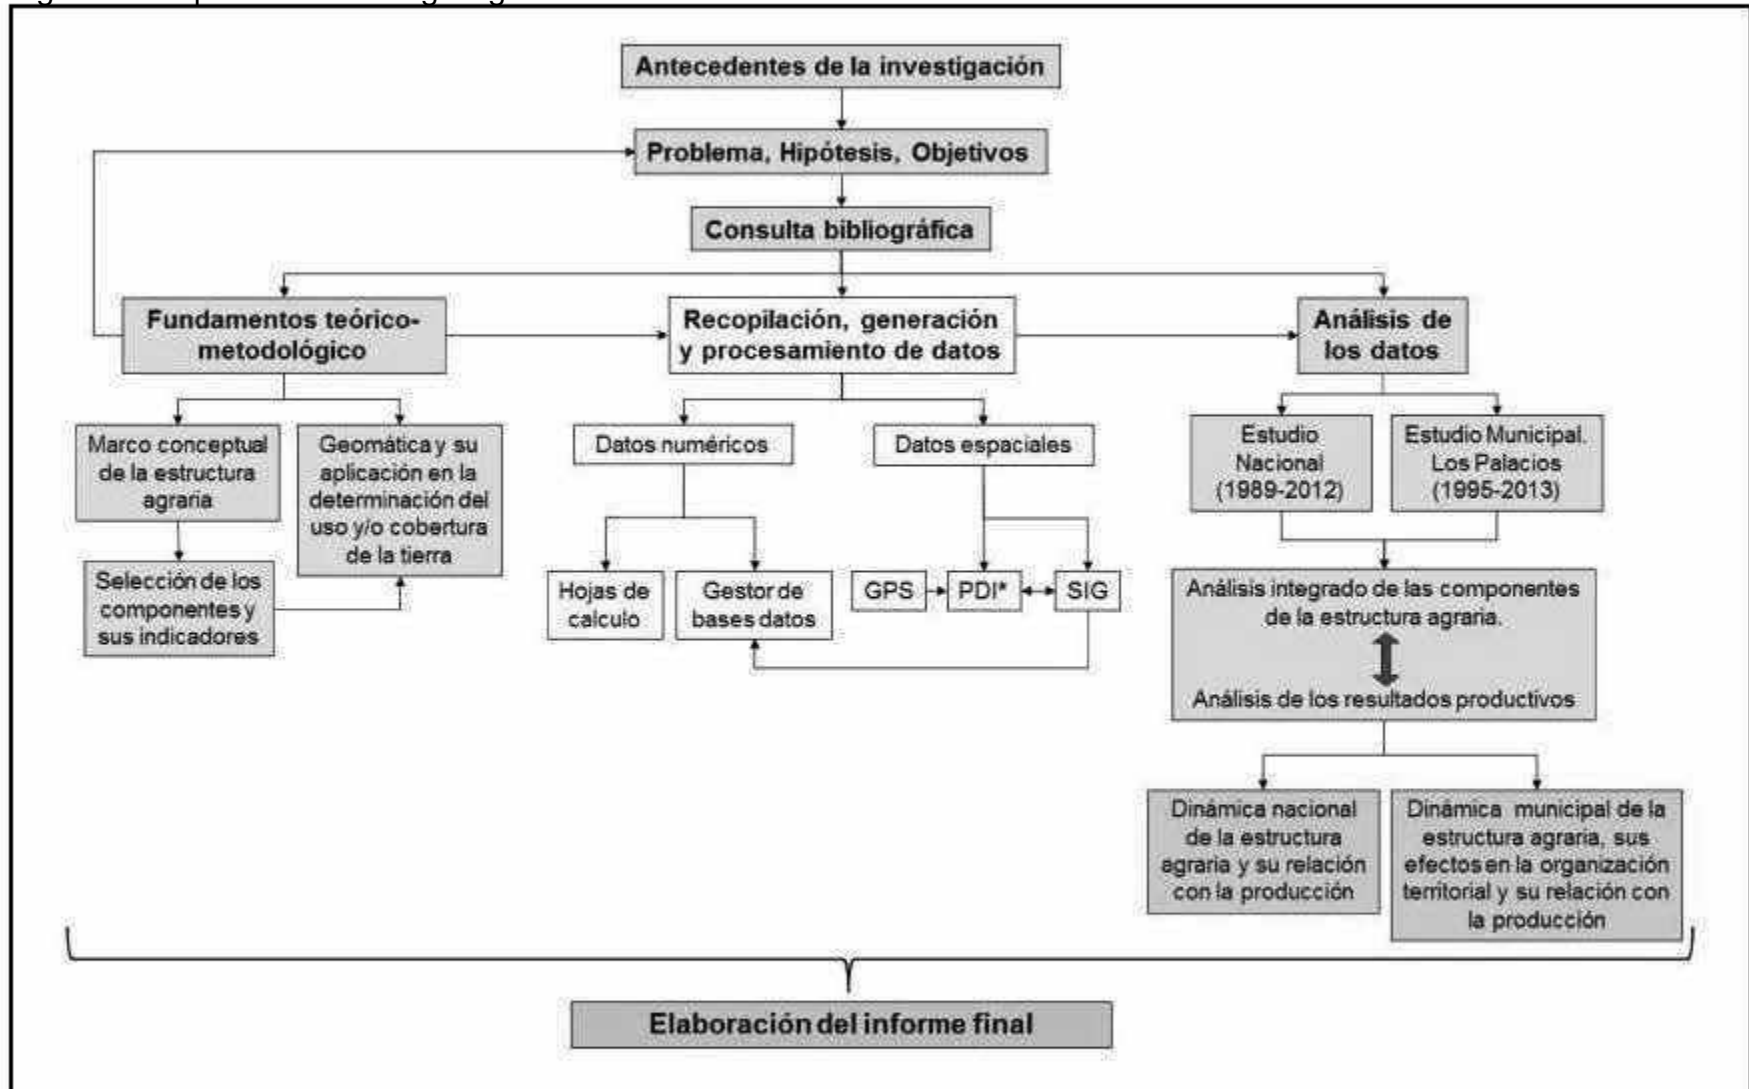 Antecedentes de la investigación
Problema, Hipótesis, Objetivos
Consulta bibliográfica
Fundamentos teórico-
metodológico
Recopilación, generación
y procesamiento de datos
Análisis de
los datos
Marco conceptual
de la estructura
agraria
Geomática y su
aplicación en la
determinación del
uso y/o cobertura
de la tierra
Selección de los
componentes y
sus indicadores
Datos numéricos
Datos espaciales
Hojas de
calculo
Gestor de
bases datos
GPS
PDI*
SIG
Estudio
Nacional
(1989-2012)
Estudio Municipal.
Los Palacios
(1995-2013)
Análisis integrado de las componentes
de la estructura agraria.
Análisis de los resultados productivos
Dinámica nacional
de la estructura
agraria y su relación
con la producción
Dinámica municipal de la
estructura agraria, sus
efectos en la organización
territorial y su relación con
la producción
Elaboración del informe final